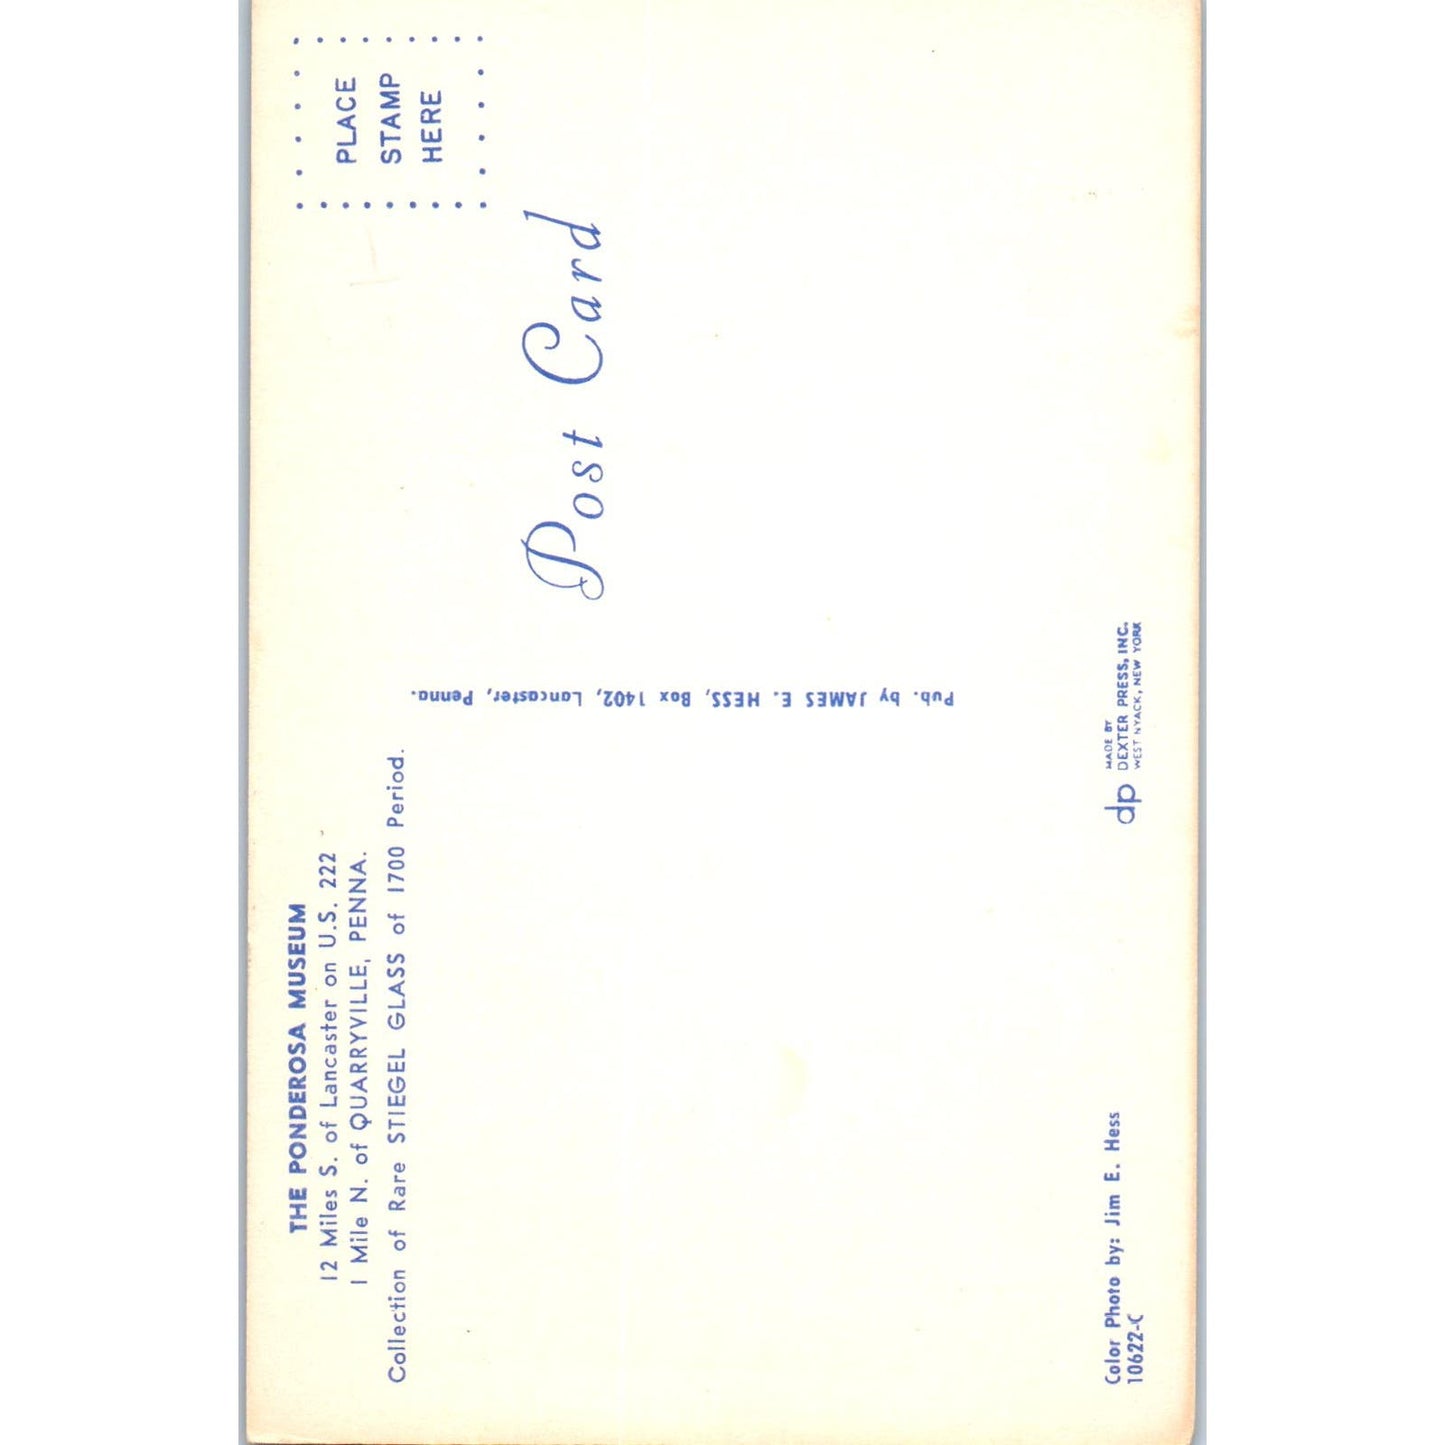 THE PONDEROSA MUSEUM
12 Miles S. of Lancaster on U.S. 222
1 Mile N. of QUARRYVILLE, PENNA.
Collection of Rare STIEGEL GLASS of 1700 Period.
PLACE
STAMP
HERE
Post Card
Pub. by JAMES E. HESS, Box 1402, Lancaster, Penna.
Color Photo by: Jim E. Hess
10622-C
dp
MADE BY
DEXTER PRESS, INC.
WEST NYACK, NEW YORK